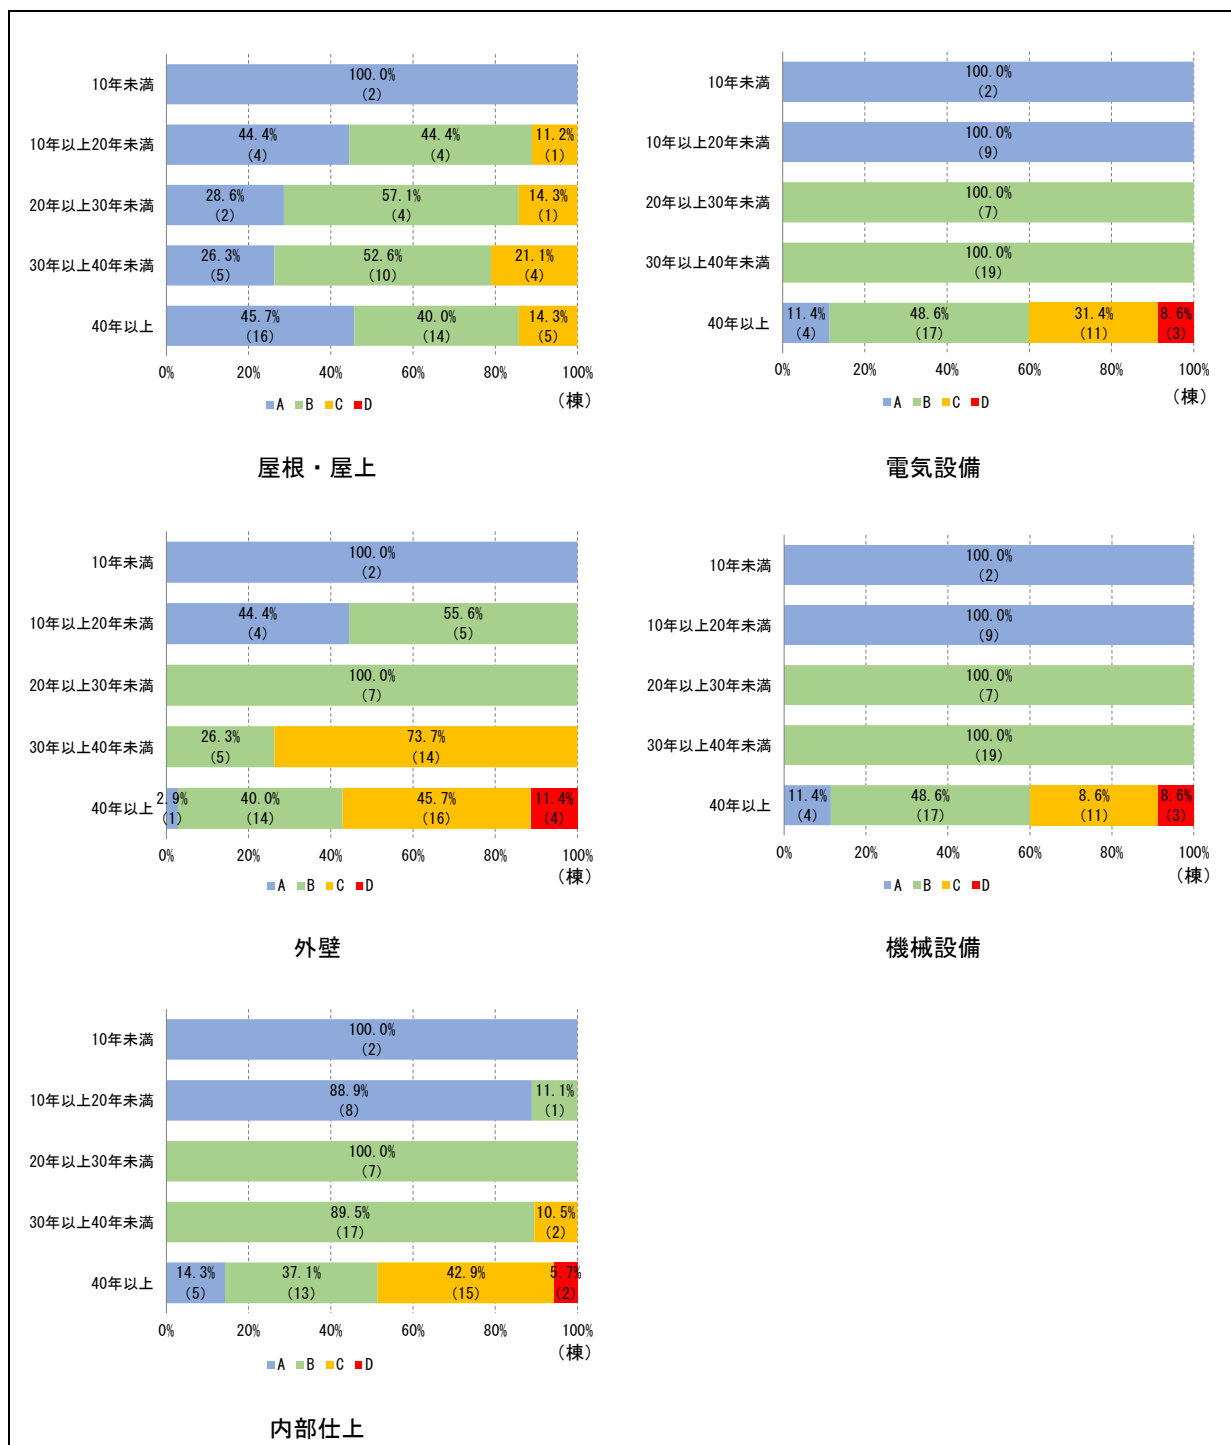 100.0%
10年未満
(2)
44.4% 44.4% 11.2%
10年以上20年未満
(4) (4) (1)
28.6% 57.1% 14.3%
20年以上30年未満
(2) (4) (1)
26.3% 52.6% 21.1%
30年以上40年未満
(5) (10) (4)
45.7% 40.0% 14.3%
40年以上
(16) (14) (5)
0% 20% 40% 60% 80% 100%
(棟)
A B C D
屋根・屋上
100.0%
10年未満
(2)
100.0%
10年以上20年未満
(9)
100.0%
20年以上30年未満
(7)
100.0%
30年以上40年未満
(19)
11.4% 48.6% 31.4% 8.6%
40年以上
(4) (17) (11) (3)
0% 20% 40% 60% 80% 100%
(棟)
A B C D
電気設備
100.0%
10年未満
(2)
44.4% 55.6%
10年以上20年未満
(4) (5)
100.0%
20年以上30年未満
(7)
26.3% 73.7%
30年以上40年未満
(5) (14)
2.9% 40.0% 45.7% 11.4%
40年以上
(1) (14) (16) (4)
0% 20% 40% 60% 80% 100%
(棟)
A B C D
外壁
100.0%
10年未満
(2)
100.0%
10年以上20年未満
(9)
100.0%
20年以上30年未満
(7)
100.0%
30年以上40年未満
(19)
11.4% 48.6% 8.6% 8.6%
40年以上
(4) (17) (11) (3)
0% 20% 40% 60% 80% 100%
(棟)
A B C D
機械設備
100.0%
10年未満
(2)
88.9% 11.1%
10年以上20年未満
(8) (1)
100.0%
20年以上30年未満
(7)
89.5% 10.5%
30年以上40年未満
(17) (2)
14.3% 37.1% 42.9% 5.7%
40年以上
(5) (13) (15) (2)
0% 20% 40% 60% 80% 100%
(棟)
A B C D
内部仕上